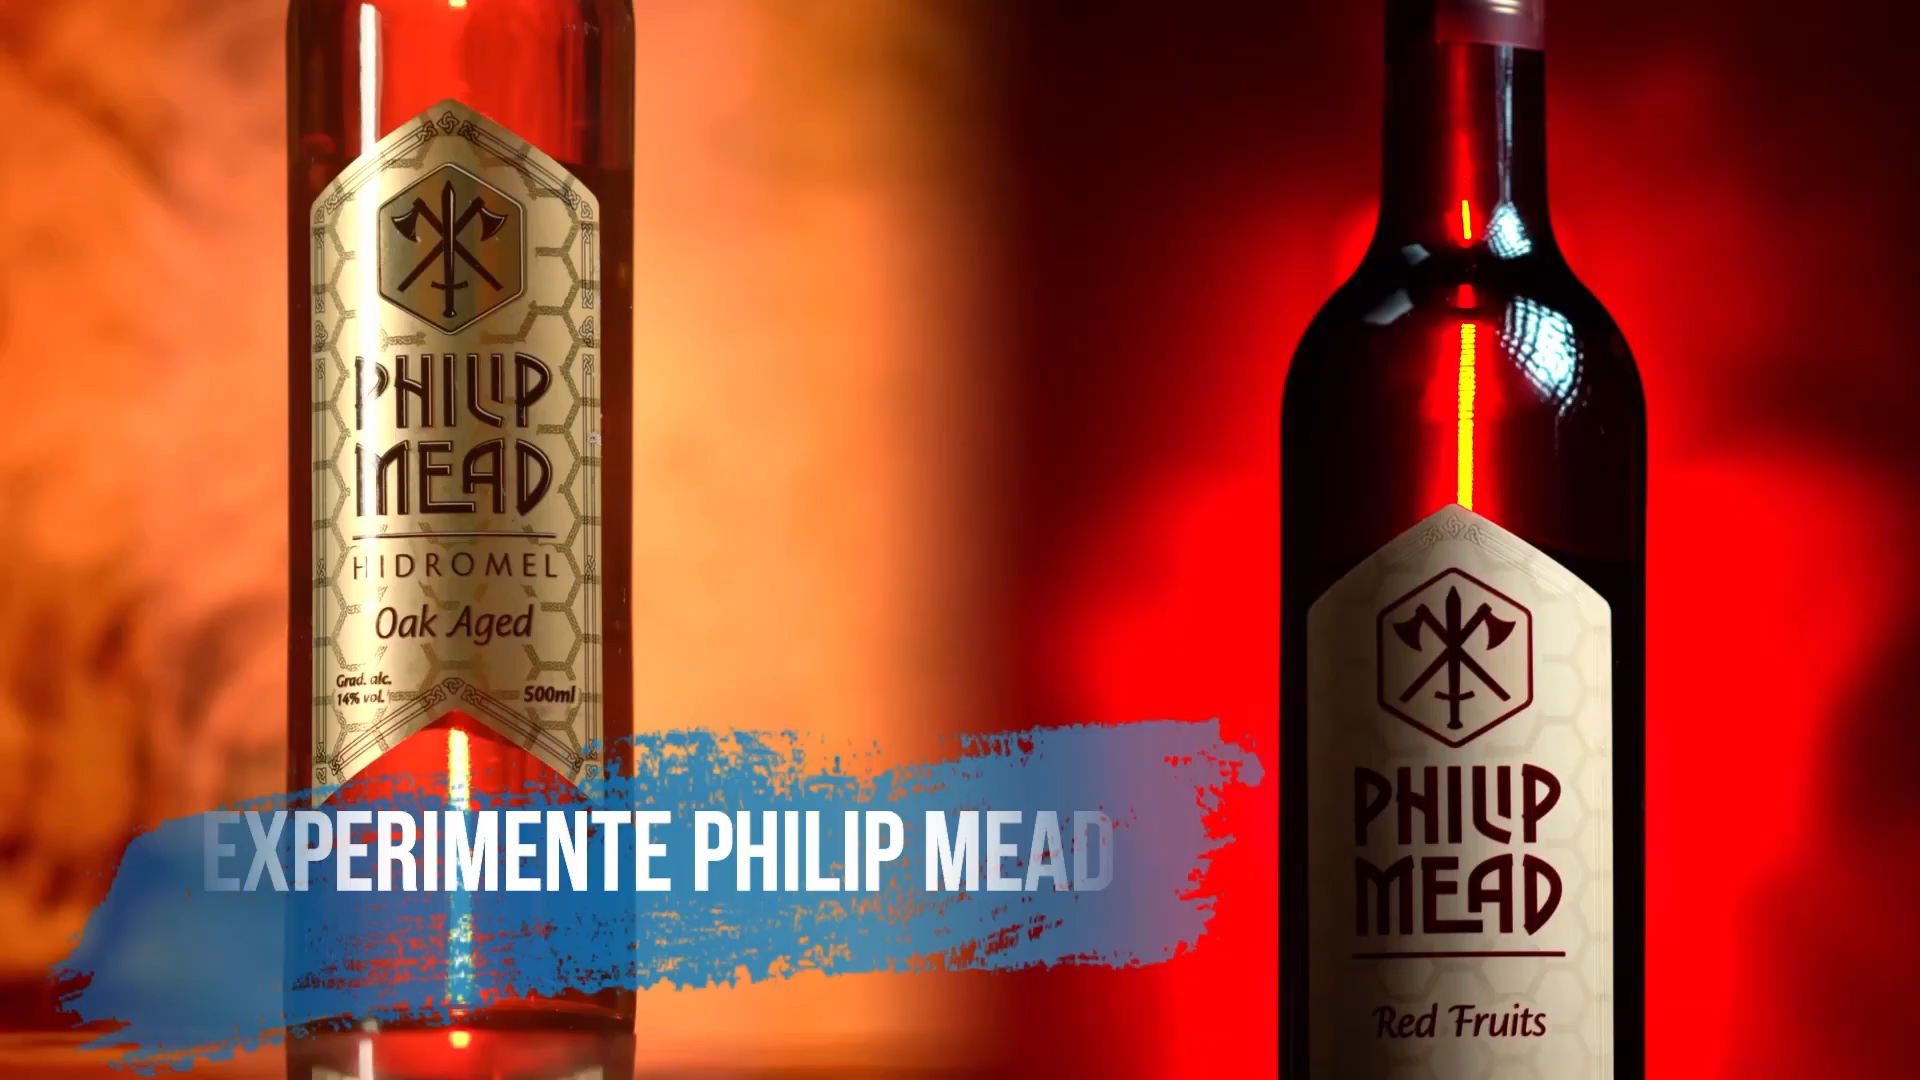 PHILIP
MEAD
HIDROMEL
Oak Aged
Grad. alc.
14% vol.
500ml
EXPERIMENTE PHILIP MEAD
PHILIP
MEAD
Red Fruits